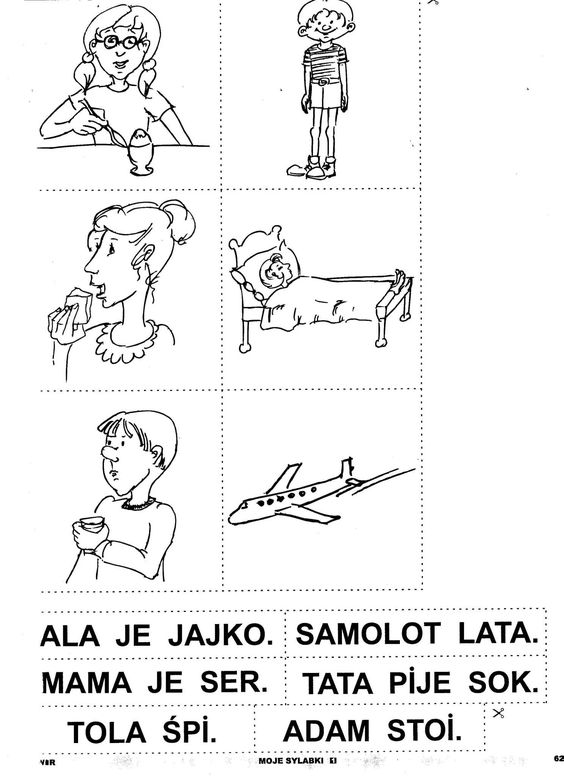 ALA JE JAJKO. SAMOLOT LATA.
MAMA JE SER. TATA PİJE SOK.
TOLA ŚPİ. ADAM STOİ.
MOJE SYLABKI 1 62